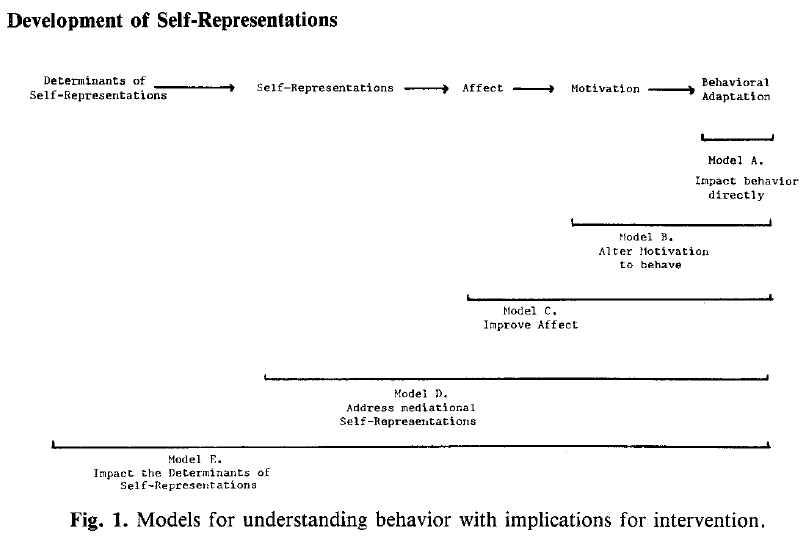 Development of Self-Representations
Determinants of
Self-Representations
Self-Representations
Affect
Motivation
Behavioral
Adaptation
Model A.
Impact behavior
directly
Model B.
Alter Motivation
to behave
Model C.
Improve Affect
Model D.
Address mediational
Self-Representations
Model E.
Impact the Determinants of
Self-Representations
Fig. 1. Models for understanding behavior with implications for intervention.